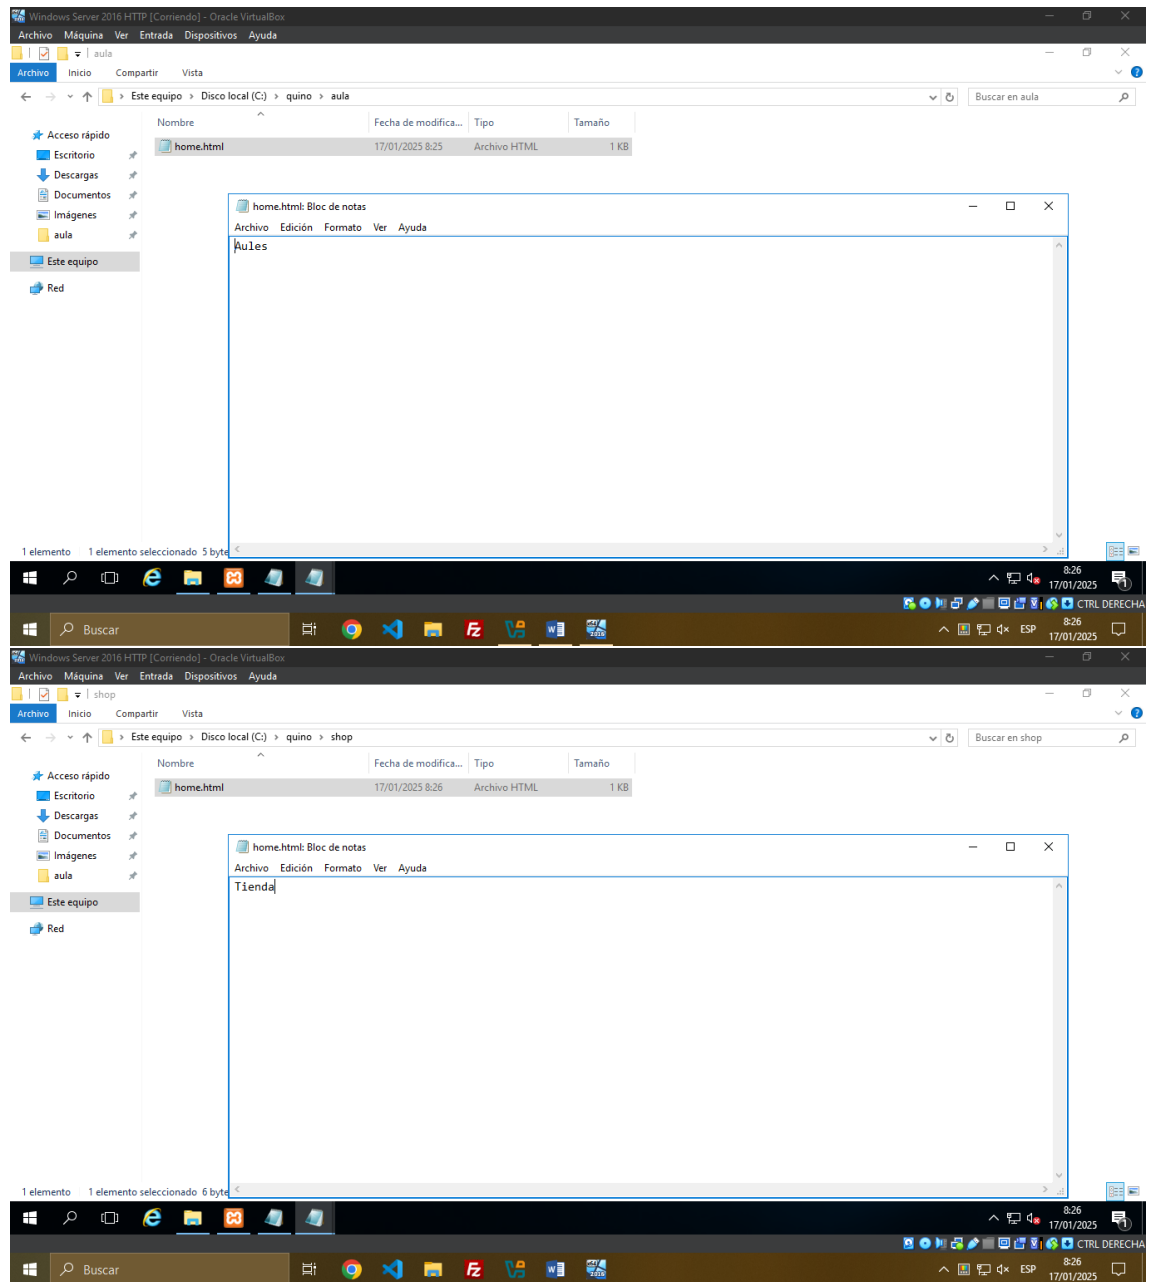 Windows Server 2016 HTTP [Corriendo] - Oracle VirtualBox
Archivo Máquina Ver Entrada Dispositivos Ayuda
aula
Archivo Inicio Compartir Vista
Este equipo > Disco local (C:) > quino > aula
Buscar en aula
Nombre Fecha de modifica... Tipo Tamaño
Acceso rápido
home.html 17/01/2025 8:25 Archivo HTML 1 KB
Escritorio
Descargas
Documentos
Imágenes
aula
Este equipo
Red
home.html: Bloc de notas
Archivo Edición Formato Ver Ayuda
Aules
1 elemento 1 elemento seleccionado 5 byte
8:26
17/01/2025
CTRL DERECHA
Buscar
ESP
8:26
17/01/2025
Windows Server 2016 HTTP [Corriendo] - Oracle VirtualBox
Archivo Máquina Ver Entrada Dispositivos Ayuda
shop
Archivo Inicio Compartir Vista
Este equipo > Disco local (C:) > quino > shop
Buscar en shop
Nombre Fecha de modifica... Tipo Tamaño
Acceso rápido
home.html 17/01/2025 8:26 Archivo HTML 1 KB
Escritorio
Descargas
Documentos
Imágenes
aula
Este equipo
Red
home.html: Bloc de notas
Archivo Edición Formato Ver Ayuda
Tienda
1 elemento 1 elemento seleccionado 6 byte
8:26
17/01/2025
CTRL DERECHA
Buscar
ESP
8:26
17/01/2025